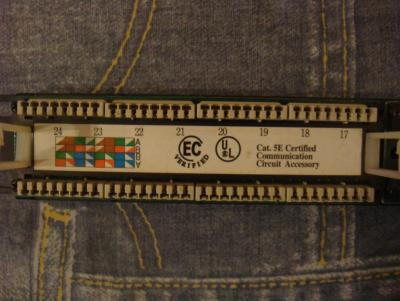 24 23 22 21 20 19 18 17
A
B
EC
VERIFIED
UL
Cat. 5E Certified
Communication
Circuit Accessory